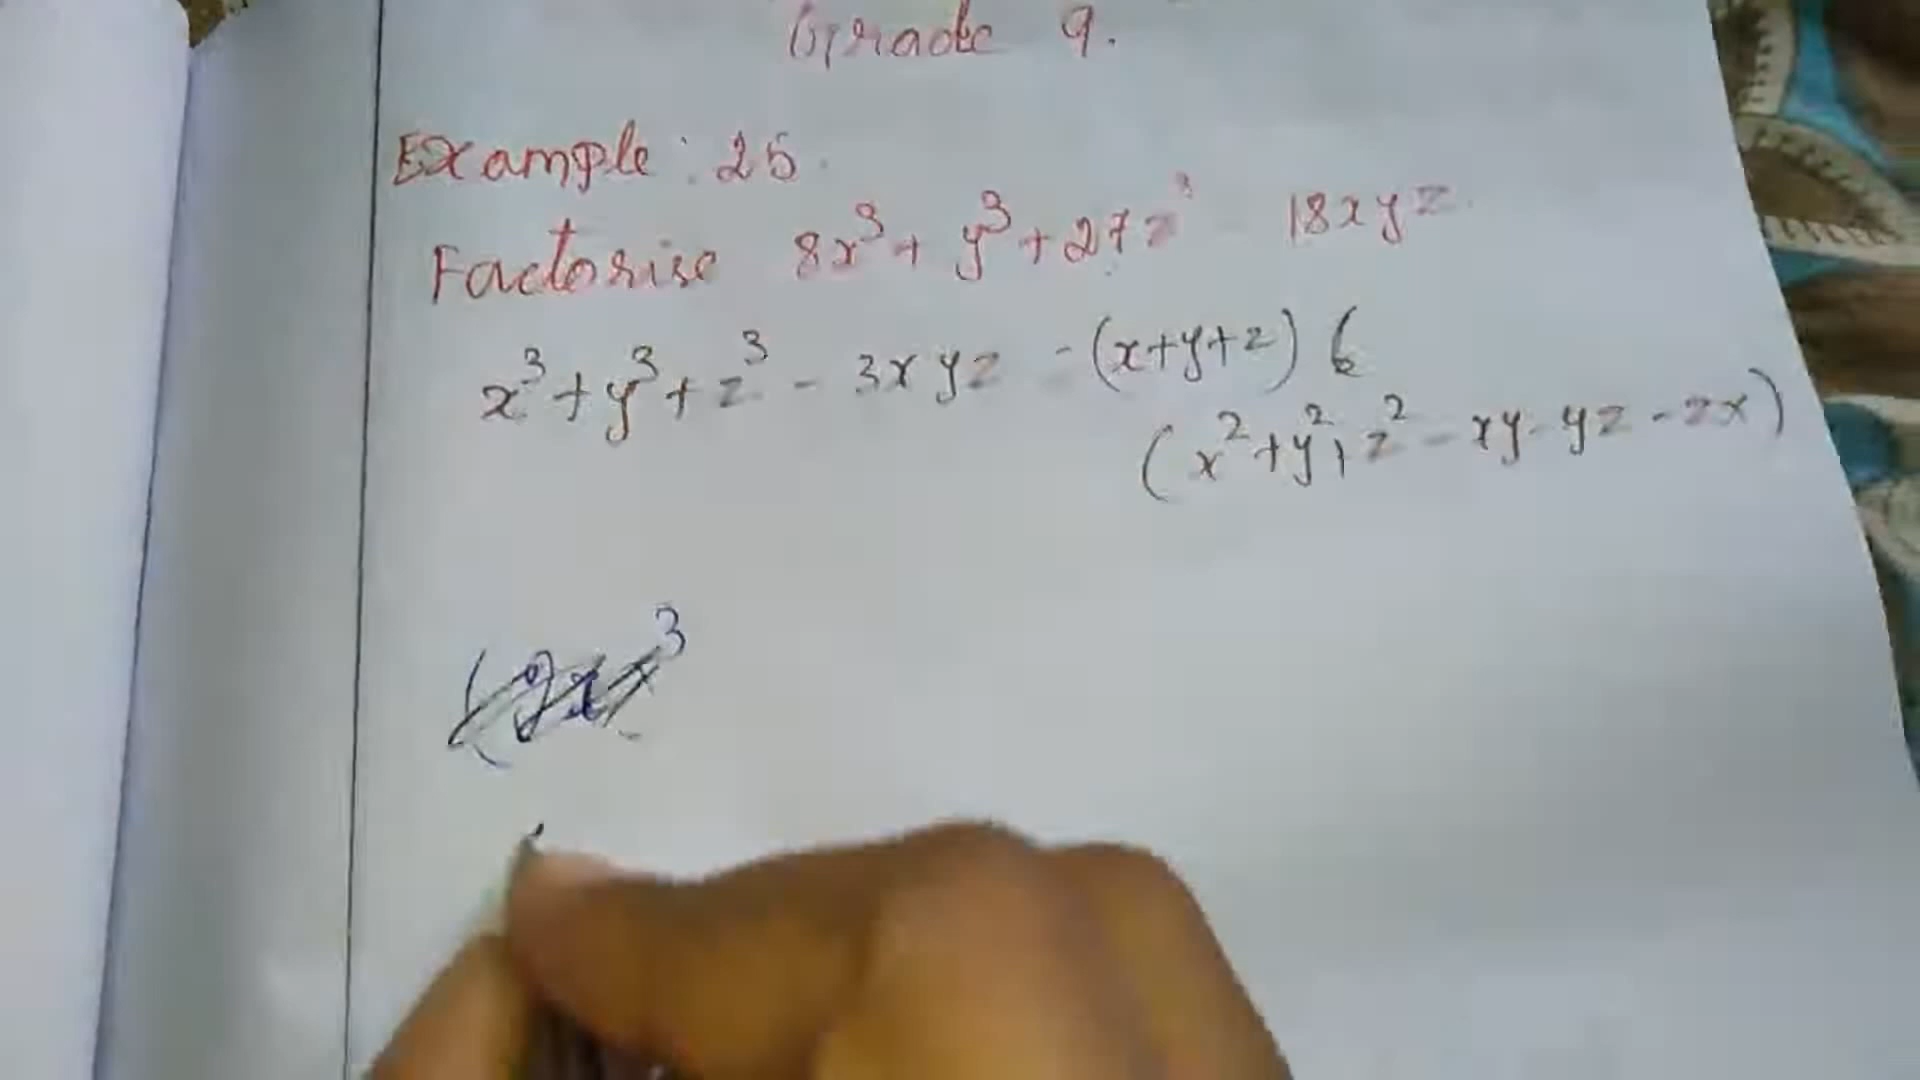 Grade 9.
Example: 25.
Factorise 8x³ + y³ + 27z³ - 18xyz.
x³ + y³ + z³ - 3xyz = (x+y+z) (
(x² + y² + z² - xy - yz - zx)